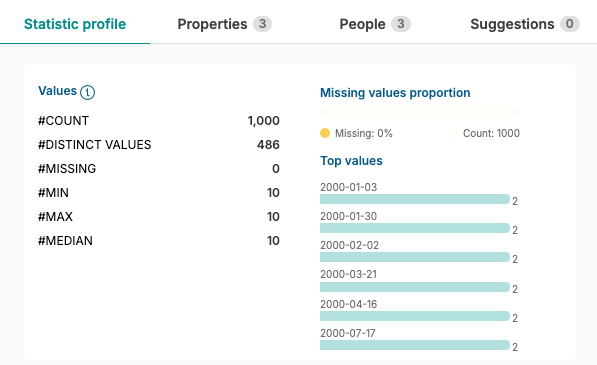 Statistic profile
Properties 3
People 3
Suggestions 0
Values
#COUNT 1,000
#DISTINCT VALUES 486
#MISSING 0
#MIN 10
#MAX 10
#MEDIAN 10
Missing values proportion
Missing: 0% Count: 1000
Top values
2000-01-03
2
2000-01-30
2
2000-02-02
2
2000-03-21
2
2000-04-16
2
2000-07-17
2